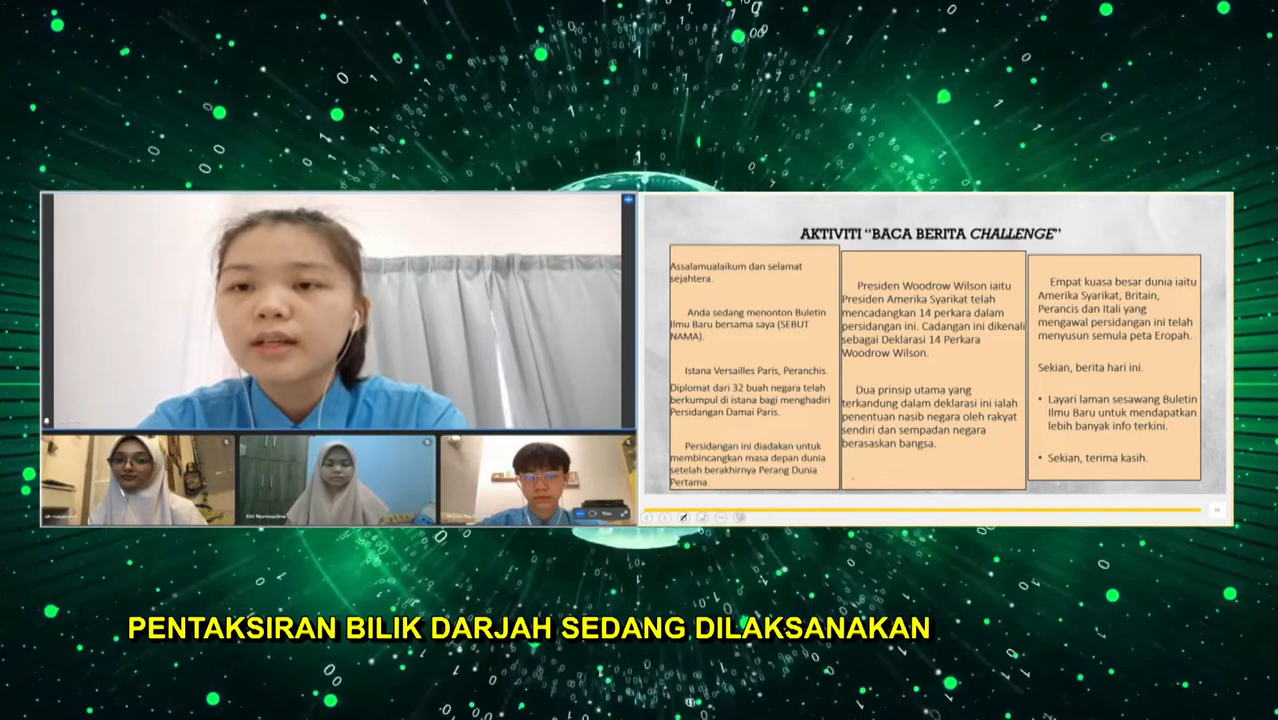 AKTIVITI “BACA BERITA CHALLENGE”
Assalamualaikum dan selamat
sejahtera.
Anda sedang menonton Buletin
Ilmu Baru bersama saya (SEBUT
NAMA).
Istana Versailles Paris, Peranchis.
Diplomat dari 32 buah negara telah
berkumpul di istana bagi menghadiri
Persidangan Damai Paris.
Persidangan ini diadakan untuk
membincangkan masa depan dunia
setelah berakhirnya Perang Dunia
Pertama.
Presiden Woodrow Wilson iaitu
Presiden Amerika Syarikat telah
mencadangkan 14 perkara dalam
persidangan ini. Cadangan ini dikenali
sebagai Deklarasi 14 Perkara
Woodrow Wilson.
Dua prinsip utama yang
terkandung dalam deklarasi ini ialah
penentuan nasib negara oleh rakyat
sendiri dan sempadan negara
berasaskan bangsa.
Empat kuasa besar dunia iaitu
Amerika Syarikat, Britain,
Perancis dan Itali yang
mengawal persidangan ini telah
menyusun semula peta Eropah.
Sekian, berita hari ini.
• Layari laman sesawang Buletin
Ilmu Baru untuk mendapatkan
lebih banyak info terkini.
• Sekian, terima kasih.
PENTAKSIRAN BILIK DARJAH SEDANG DILAKSANAKAN